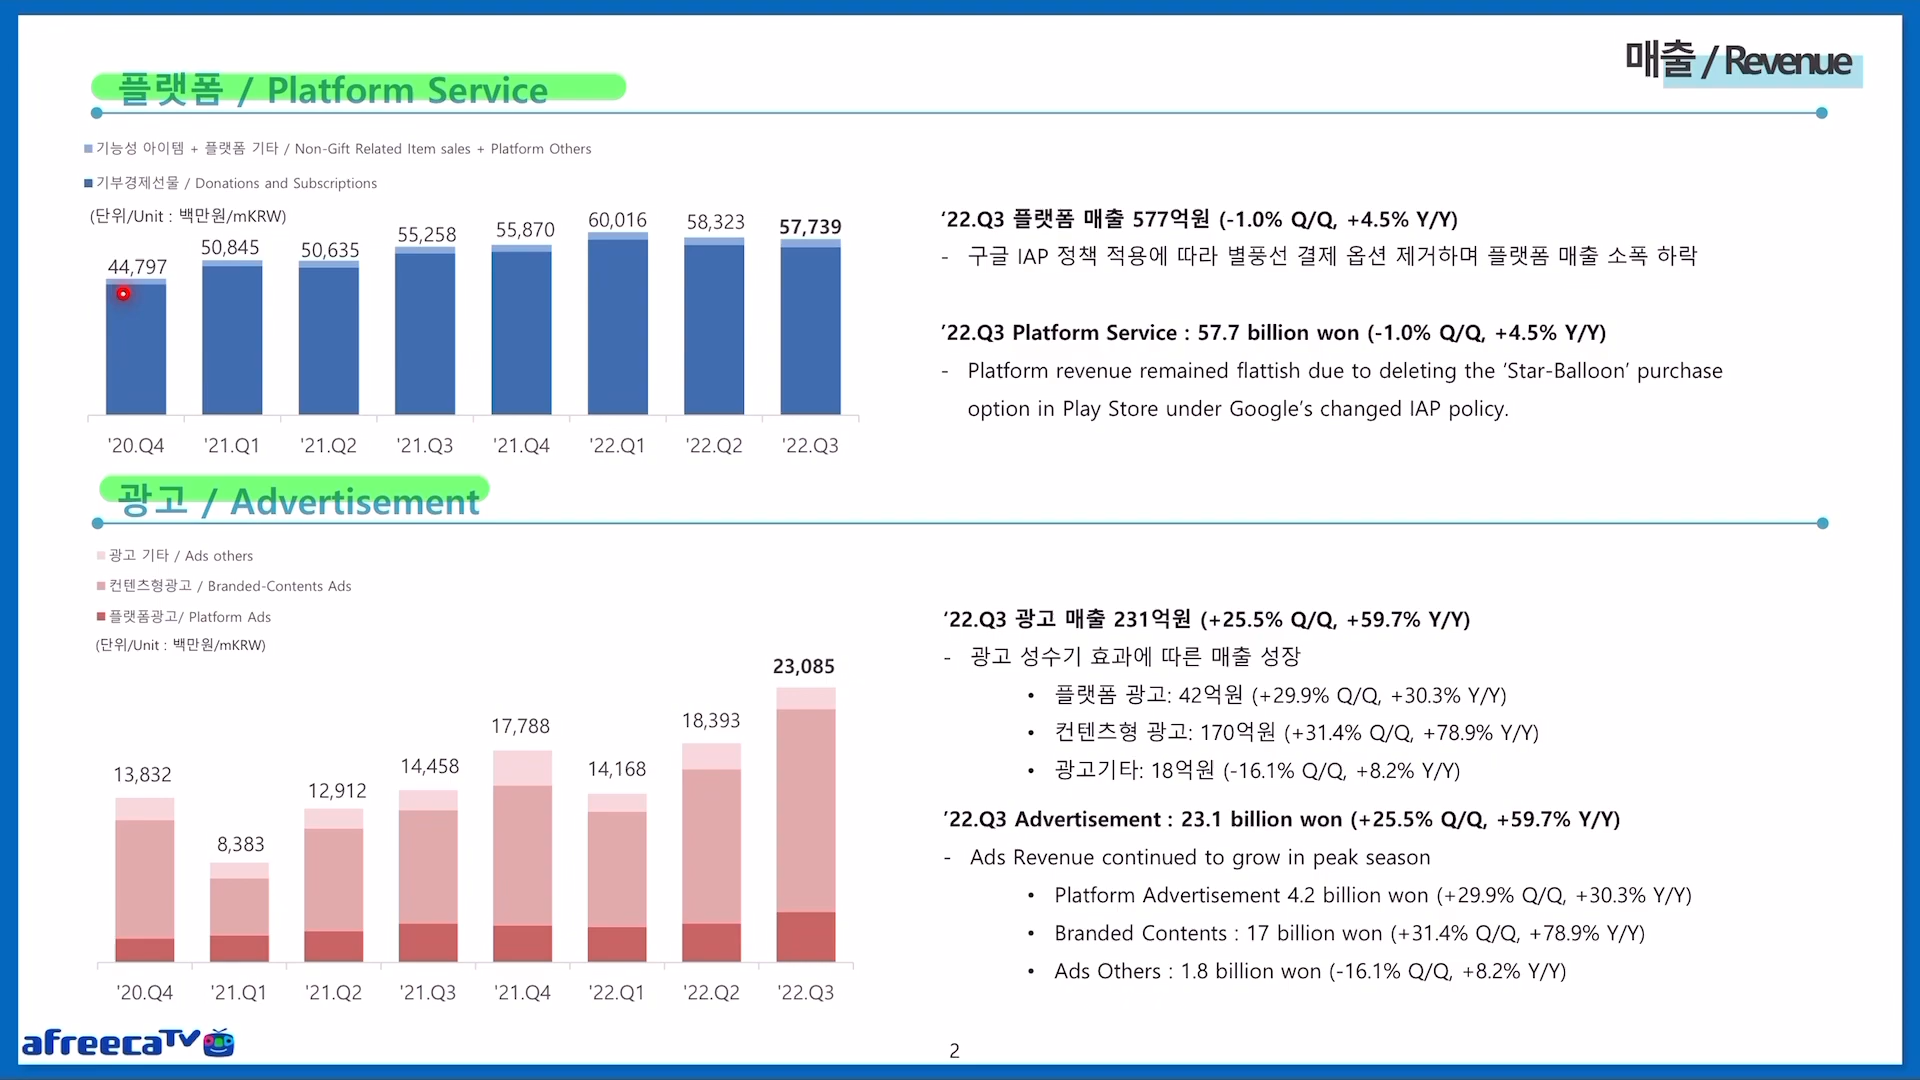 매출 / Revenue
플랫폼 / Platform Service
기능성 아이템 + 플랫폼 기타 / Non-Gift Related Item sales + Platform Others
기부경제선물 / Donations and Subscriptions
(단위/Unit : 백만원/mKRW)
44,797 50,845 50,635 55,258 55,870 60,016 58,323 57,739
'20.Q4 '21.Q1 '21.Q2 '21.Q3 '21.Q4 '22.Q1 '22.Q2 '22.Q3
‘22.Q3 플랫폼 매출 577억원 (-1.0% Q/Q, +4.5% Y/Y)
- 구글 IAP 정책 적용에 따라 별풍선 결제 옵션 제거하며 플랫폼 매출 소폭 하락
’22.Q3 Platform Service : 57.7 billion won (-1.0% Q/Q, +4.5% Y/Y)
- Platform revenue remained flattish due to deleting the ‘Star-Balloon’ purchase
option in Play Store under Google’s changed IAP policy.
광고 / Advertisement
광고 기타 / Ads others
컨텐츠형광고 / Branded-Contents Ads
플랫폼광고/ Platform Ads
(단위/Unit : 백만원/mKRW)
13,832 8,383 12,912 14,458 17,788 14,168 18,393 23,085
'20.Q4 '21.Q1 '21.Q2 '21.Q3 '21.Q4 '22.Q1 '22.Q2 '22.Q3
‘22.Q3 광고 매출 231억원 (+25.5% Q/Q, +59.7% Y/Y)
- 광고 성수기 효과에 따른 매출 성장
• 플랫폼 광고: 42억원 (+29.9% Q/Q, +30.3% Y/Y)
• 컨텐츠형 광고: 170억원 (+31.4% Q/Q, +78.9% Y/Y)
• 광고기타: 18억원 (-16.1% Q/Q, +8.2% Y/Y)
’22.Q3 Advertisement : 23.1 billion won (+25.5% Q/Q, +59.7% Y/Y)
- Ads Revenue continued to grow in peak season
• Platform Advertisement 4.2 billion won (+29.9% Q/Q, +30.3% Y/Y)
• Branded Contents : 17 billion won (+31.4% Q/Q, +78.9% Y/Y)
• Ads Others : 1.8 billion won (-16.1% Q/Q, +8.2% Y/Y)
afreecaTV
2